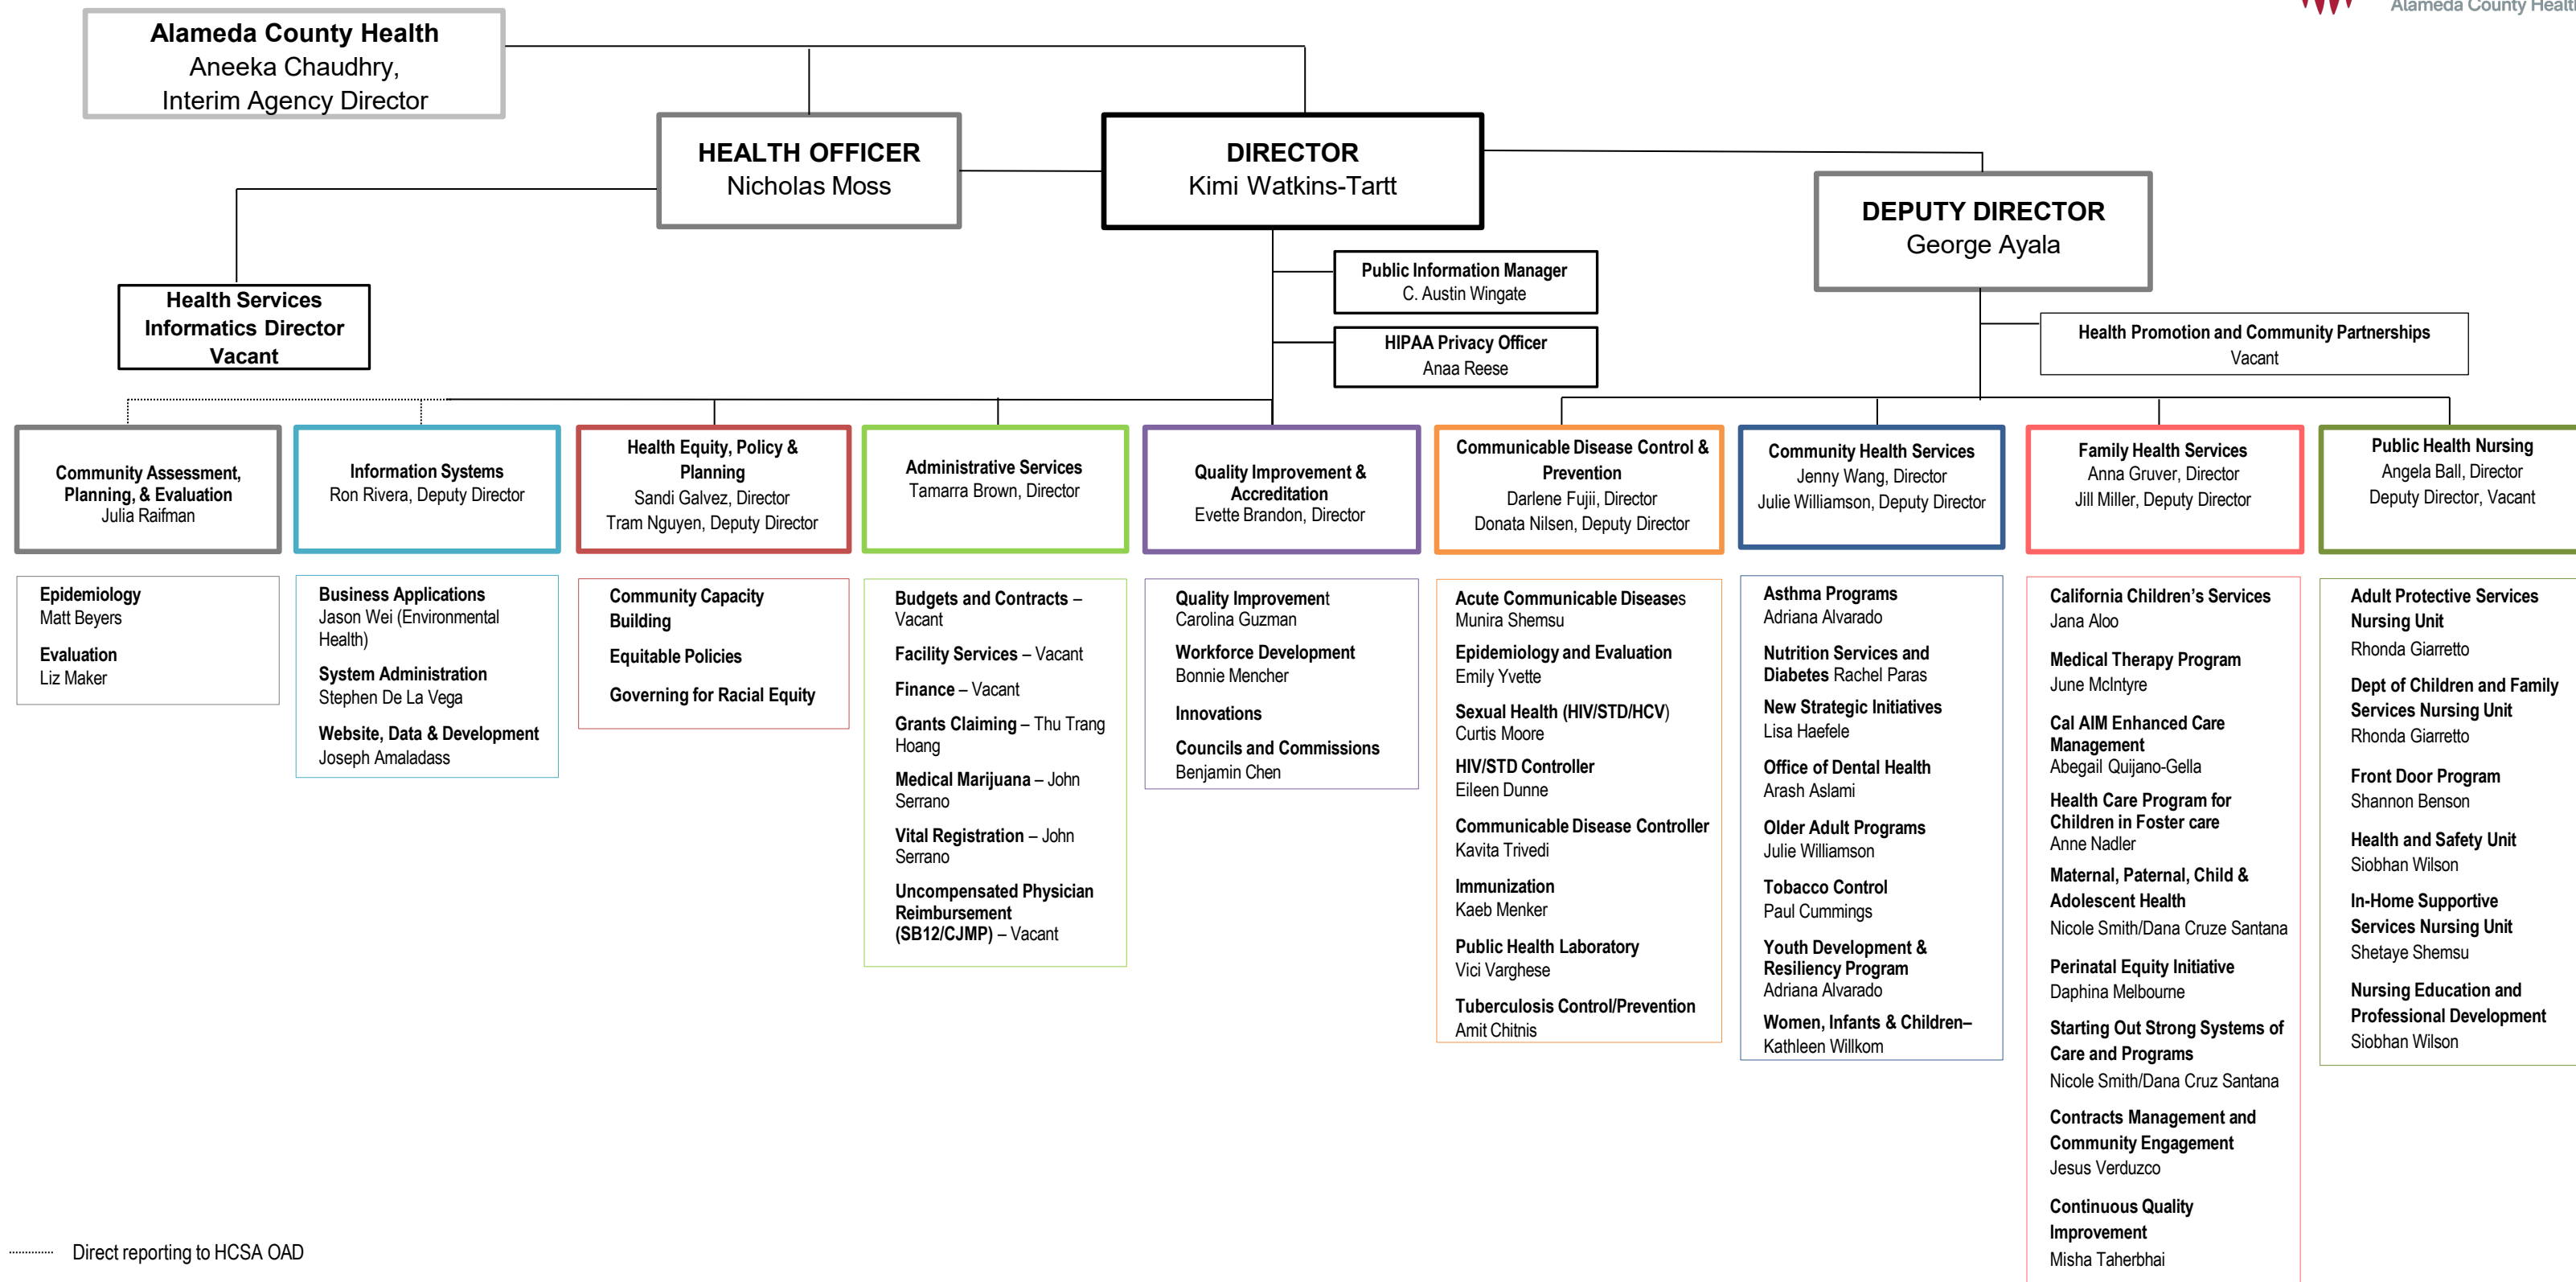 Alameda County Health
Alameda County Health
Aneeka Chaudhry,
Interim Agency Director
HEALTH OFFICER
Nicholas Moss
DIRECTOR
Kimi Watkins-Tartt
DEPUTY DIRECTOR
George Ayala
Public Information Manager
C. Austin Wingate
HIPAA Privacy Officer
Anaa Reese
Health Services
Informatics Director
Vacant
Health Promotion and Community Partnerships
Vacant
Community Assessment,
Planning, & Evaluation
Julia Raifman
Information Systems
Ron Rivera, Deputy Director
Health Equity, Policy &
Planning
Sandi Galvez, Director
Tram Nguyen, Deputy Director
Administrative Services
Tamarra Brown, Director
Quality Improvement &
Accreditation
Evette Brandon, Director
Communicable Disease Control &
Prevention
Darlene Fujii, Director
Donata Nilsen, Deputy Director
Community Health Services
Jenny Wang, Director
Julie Williamson, Deputy Director
Family Health Services
Anna Gruver, Director
Jill Miller, Deputy Director
Public Health Nursing
Angela Ball, Director
Deputy Director, Vacant
Epidemiology
Matt Beyers
Evaluation
Liz Maker
Business Applications
Jason Wei (Environmental
Health)
System Administration
Stephen De La Vega
Website, Data & Development
Joseph Amaladass
Community Capacity
Building
Equitable Policies
Governing for Racial Equity
Budgets and Contracts –
Vacant
Facility Services – Vacant
Finance – Vacant
Grants Claiming – Thu Trang
Hoang
Medical Marijuana – John
Serrano
Vital Registration – John
Serrano
Uncompensated Physician
Reimbursement
(SB12/CJMP) – Vacant
Quality Improvement
Carolina Guzman
Workforce Development
Bonnie Mencher
Innovations
Councils and Commissions
Benjamin Chen
Acute Communicable Diseases
Munira Shemsu
Epidemiology and Evaluation
Emily Yvette
Sexual Health (HIV/STD/HCV)
Curtis Moore
HIV/STD Controller
Eileen Dunne
Communicable Disease Controller
Kavita Trivedi
Immunization
Kaeb Menker
Public Health Laboratory
Vici Varghese
Tuberculosis Control/Prevention
Amit Chitnis
Asthma Programs
Adriana Alvarado
Nutrition Services and
Diabetes Rachel Paras
New Strategic Initiatives
Lisa Haefele
Office of Dental Health
Arash Aslami
Older Adult Programs
Julie Williamson
Tobacco Control
Paul Cummings
Youth Development &
Resiliency Program
Adriana Alvarado
Women, Infants & Children–
Kathleen Willkom
California Children’s Services
Jana Aloo
Medical Therapy Program
June McIntyre
Cal AIM Enhanced Care
Management
Abegail Quijano-Gella
Health Care Program for
Children in Foster care
Anne Nadler
Maternal, Paternal, Child &
Adolescent Health
Nicole Smith/Dana Cruze Santana
Perinatal Equity Initiative
Daphina Melbourne
Starting Out Strong Systems of
Care and Programs
Nicole Smith/Dana Cruz Santana
Contracts Management and
Community Engagement
Jesus Verduzco
Continuous Quality
Improvement
Misha Taherbhai
Adult Protective Services
Nursing Unit
Rhonda Giarretto
Dept of Children and Family
Services Nursing Unit
Rhonda Giarretto
Front Door Program
Shannon Benson
Health and Safety Unit
Siobhan Wilson
In-Home Supportive
Services Nursing Unit
Shetaye Shemsu
Nursing Education and
Professional Development
Siobhan Wilson
Direct reporting to HCSA OAD